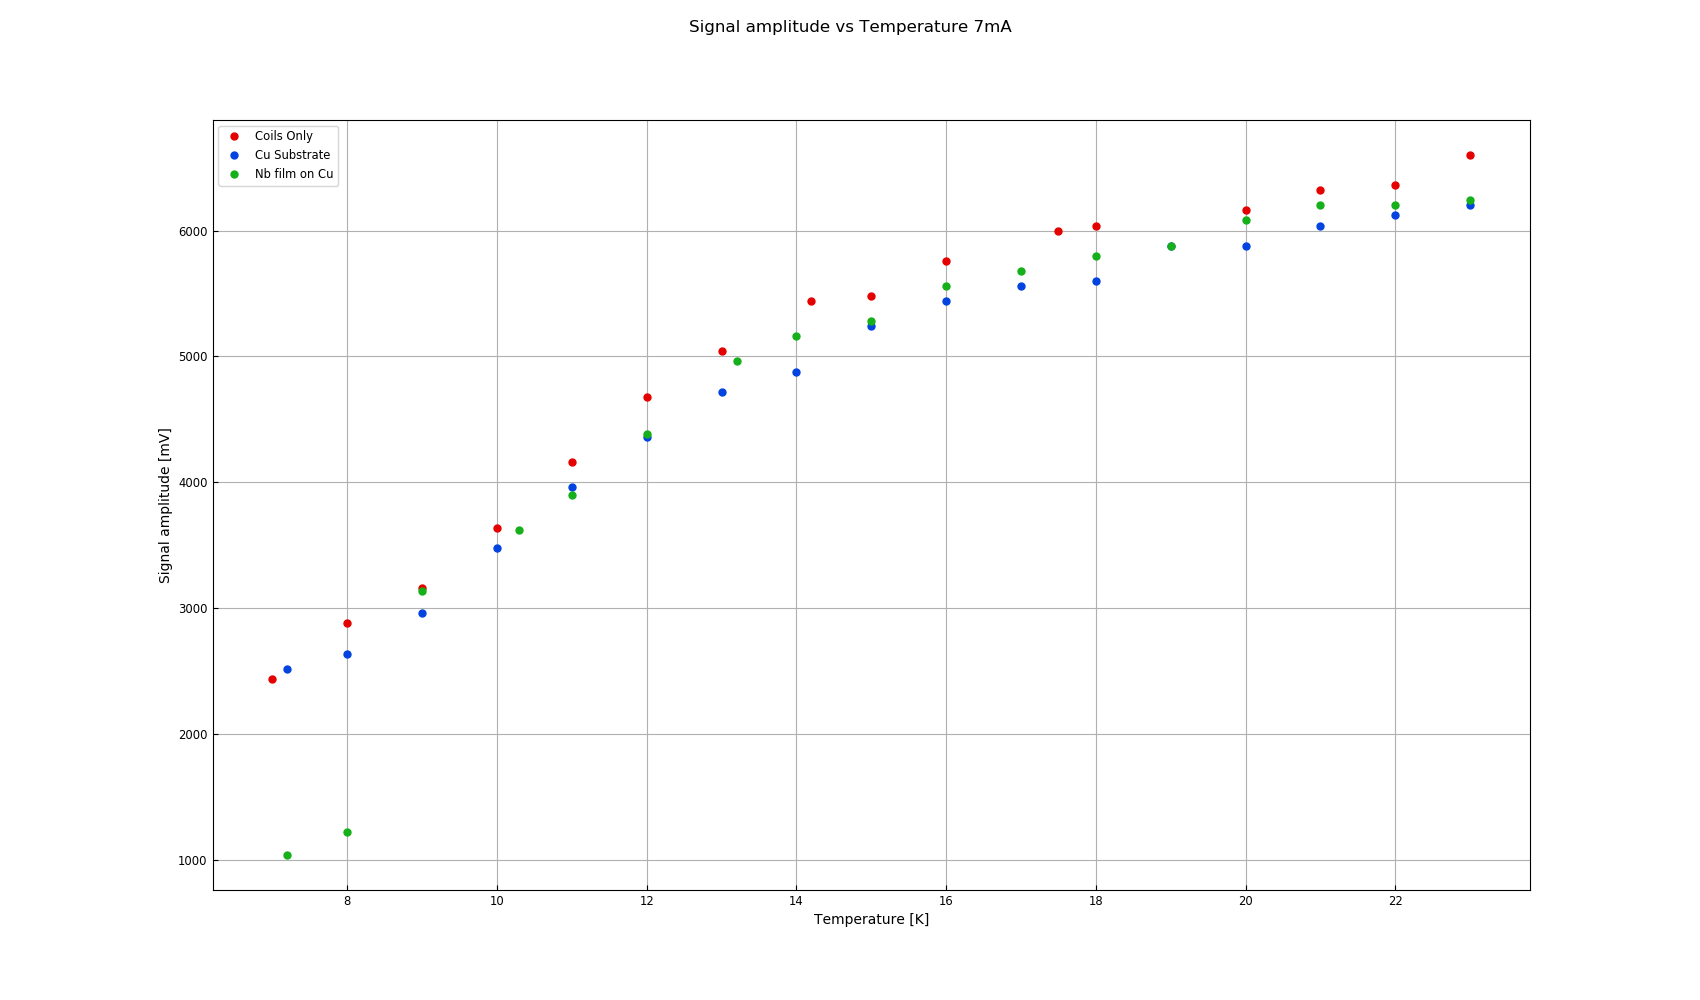 Signal amplitude vs Temperature 7mA
Coils Only
Cu Substrate
Nb film on Cu
6000
5000
4000
3000
2000
1000
Signal amplitude [mV]
8 10 12 14 16 18 20 22
Temperature [K]